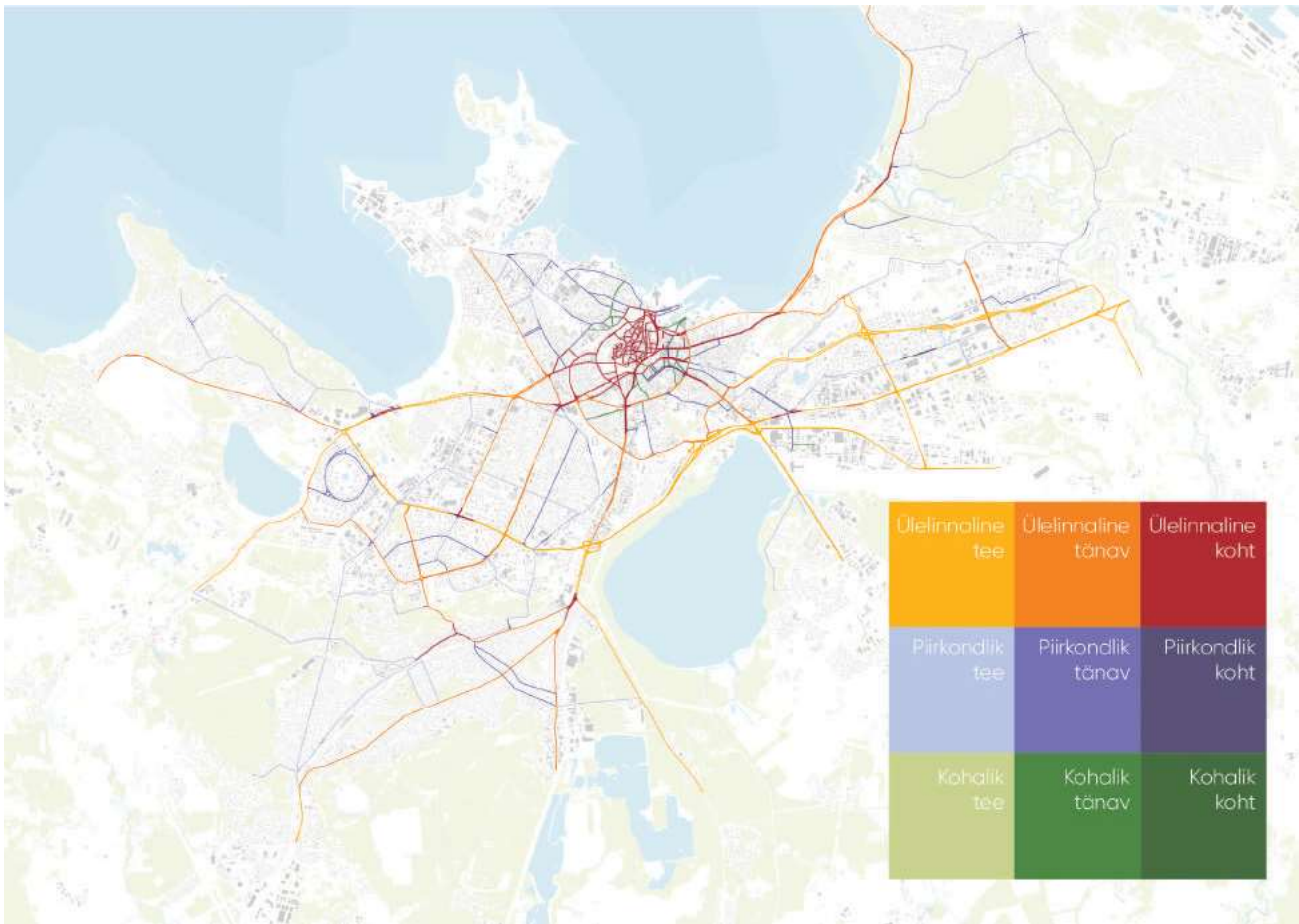 Ülelinnaline
tee
Ülelinnaline
tänav
Ülelinnaline
koht
Piirkondlik
tee
Piirkondlik
tänav
Piirkondlik
koht
Kohalik
tee
Kohalik
tänav
Kohalik
koht